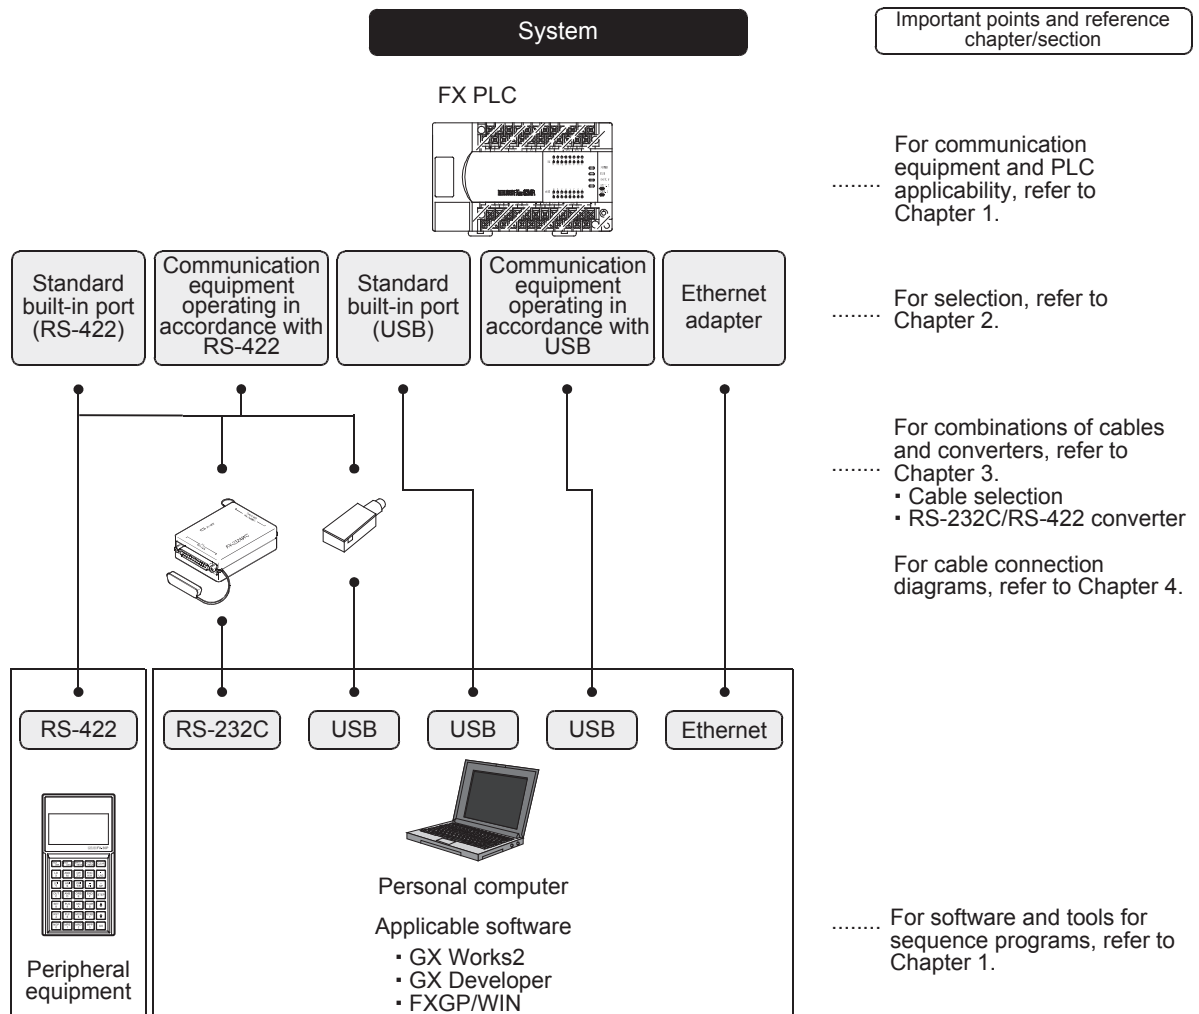 System
Important points and reference
chapter/section
FX PLC
For communication
equipment and PLC
applicability, refer to
Chapter 1.
Standard
built-in port
(RS-422)
Communication
equipment
operating in
accordance with
RS-422
Standard
built-in port
(USB)
Communication
equipment
operating in
accordance with
USB
Ethernet
adapter
........ For selection, refer to
Chapter 2.
For combinations of cables
and converters, refer to
........ Chapter 3.
· Cable selection
· RS-232C/RS-422 converter
For cable connection
diagrams, refer to Chapter 4.
RS-422
RS-232C
USB
USB
USB
Ethernet
Personal computer
Applicable software
· GX Works2
· GX Developer
· FXGP/WIN
Peripheral
equipment
........ For software and tools for
sequence programs, refer to
Chapter 1.